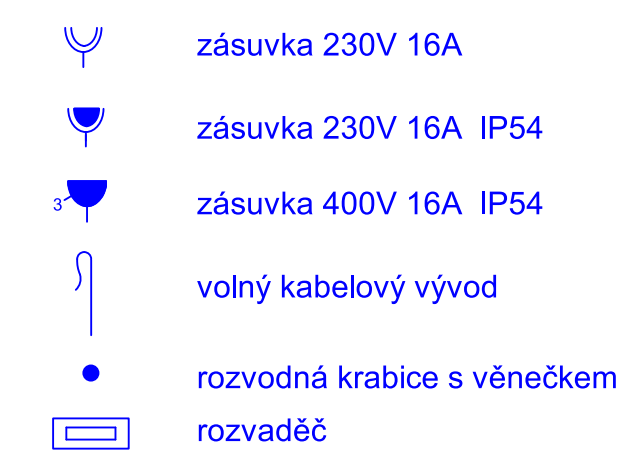 zásuvka 230V 16A
zásuvka 230V 16A IP54
3 zásuvka 400V 16A IP54
volný kabelový vývod
rozvodná krabice s věnečkem
rozvaděč